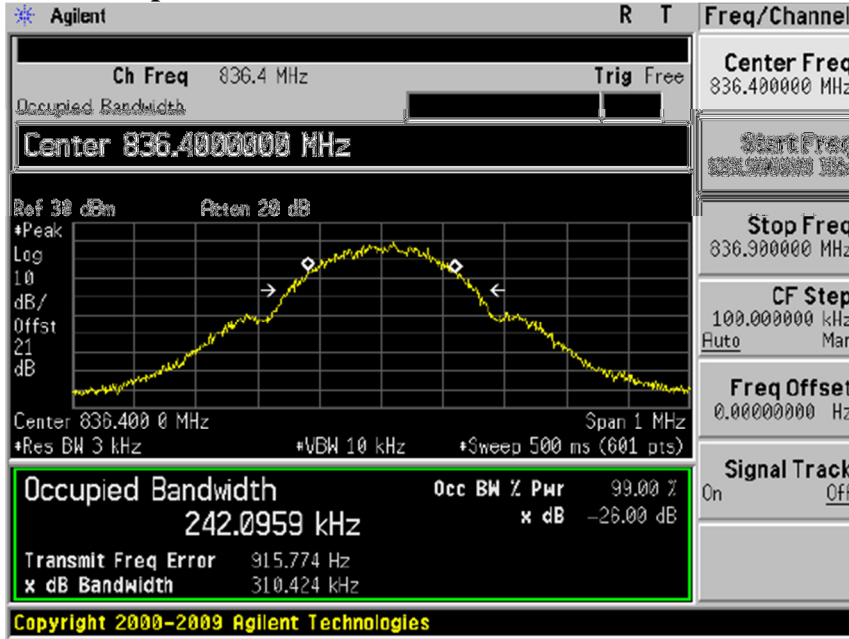 Agilent R T
Freq/Channel
Ch Freq 836.4 MHz Trig Free
Occupied Bandwidth
Center 836.4000000 MHz
Ref 30 dBm Atten 20 dB
#Peak
Log
10
dB/
Offst
21
dB
Center 836.400 0 MHz Span 1 MHz
#Res BW 3 kHz #VBW 10 kHz #Sweep 500 ms (601 pts)
Occupied Bandwidth
242.0959 kHz
Occ BW % Pwr 99.00 %
x dB -26.00 dB
Transmit Freq Error 915.774 Hz
x dB Bandwidth 310.424 kHz
Copyright 2000-2009 Agilent Technologies
Center Freq
836.400000 MHz
Start Freq
Stop Freq
836.900000 MHz
CF Step
100.000000 kHz
Auto Man
Freq Offset
0.00000000 Hz
Signal Track
On Off